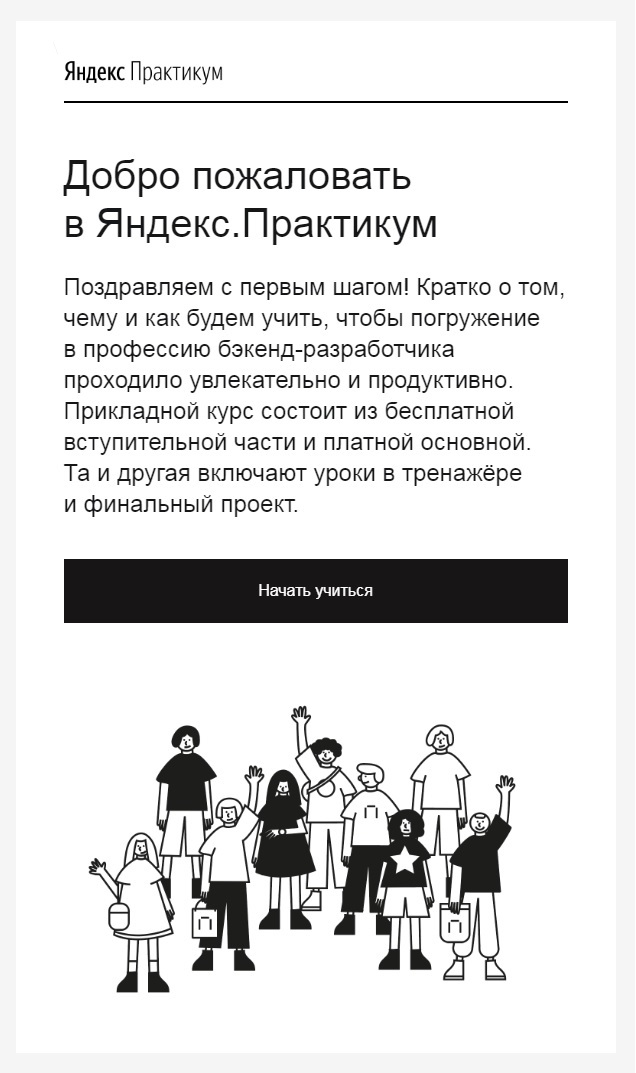 Яндекс Практикум
Добро пожаловать
в Яндекс.Практикум
Поздравляем с первым шагом! Кратко о том,
чему и как будем учить, чтобы погружение
в профессию бэкенд-разработчика
проходило увлекательно и продуктивно.
Прикладной курс состоит из бесплатной
вступительной части и платной основной.
Та и другая включают уроки в тренажёре
и финальный проект.
Начать учиться